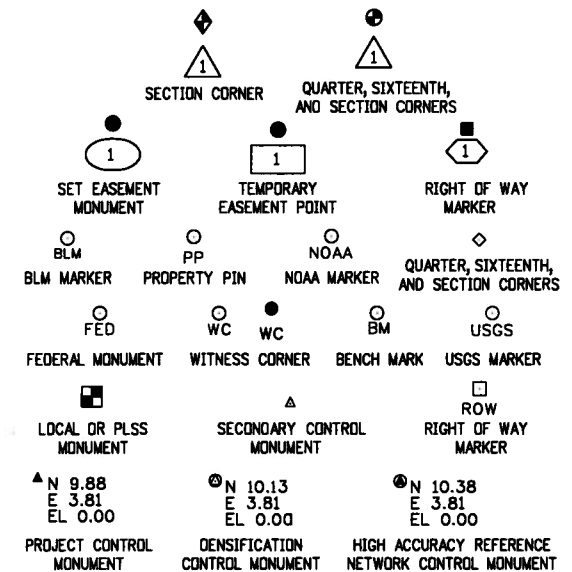 1
1
SECTION CORNER
QUARTER, SIXTEENTH,
AND SECTION CORNERS
1
1
1
SET EASEMENT
MONUMENT
TEMPORARY
EASEMENT POINT
RIGHT OF WAY
MARKER
BLM
PP
NOAA
BLM MARKER
PROPERTY PIN
NOAA MARKER
QUARTER, SIXTEENTH,
AND SECTION CORNERS
FED
WC
WC
BM
USGS
FEDERAL MONUMENT
WITNESS CORNER
BENCH MARK
USGS MARKER
ROW
LOCAL OR PLSS
MONUMENT
SECONDARY CONTROL
MONUMENT
RIGHT OF WAY
MARKER
N 9.88
E 3.81
EL 0.00
N 10.13
E 3.81
EL 0.00
N 10.38
E 3.81
EL 0.00
PROJECT CONTROL
MONUMENT
DENSIFICATION
CONTROL MONUMENT
HIGH ACCURACY REFERENCE
NETWORK CONTROL MONUMENT